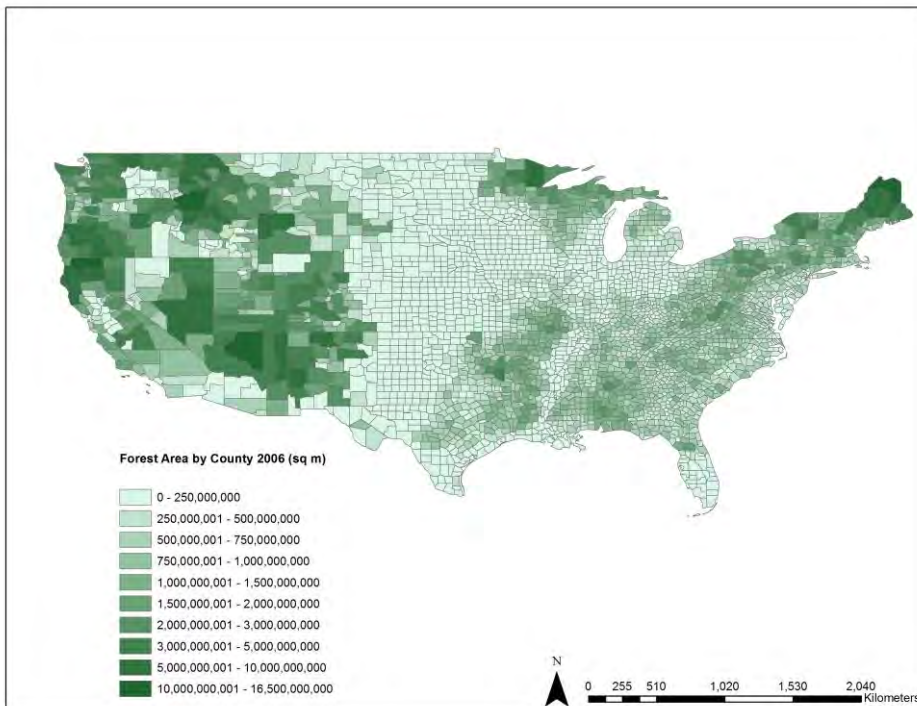 Forest Area by County 2006 (sq m)
0 - 250,000,000
250,000,001 - 500,000,000
500,000,001 - 750,000,000
750,000,001 - 1,000,000,000
1,000,000,001 - 1,500,000,000
1,500,000,001 - 2,000,000,000
2,000,000,001 - 3,000,000,000
3,000,000,001 - 5,000,000,000
5,000,000,001 - 10,000,000,000
10,000,000,001 - 16,500,000,000
N
0 255 510 1,020 1,530 2,040
Kilometers